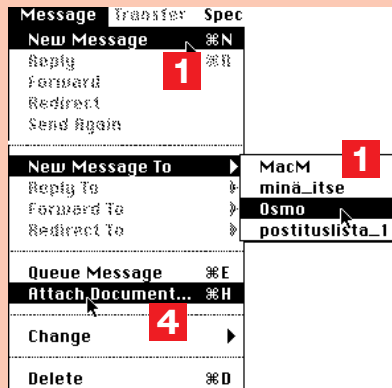 Message Transfer Spec
New Message ⌘N
1
Reply ⌘R
Forward
Redirect
Send Again
New Message To ▶
Reply To
Forward To
Redirect To
MacM
1
minä_itse
Osmo
postituslista_1
Queue Message ⌘E
Attach Document... ⌘H
4
Change ▶
Delete ⌘D